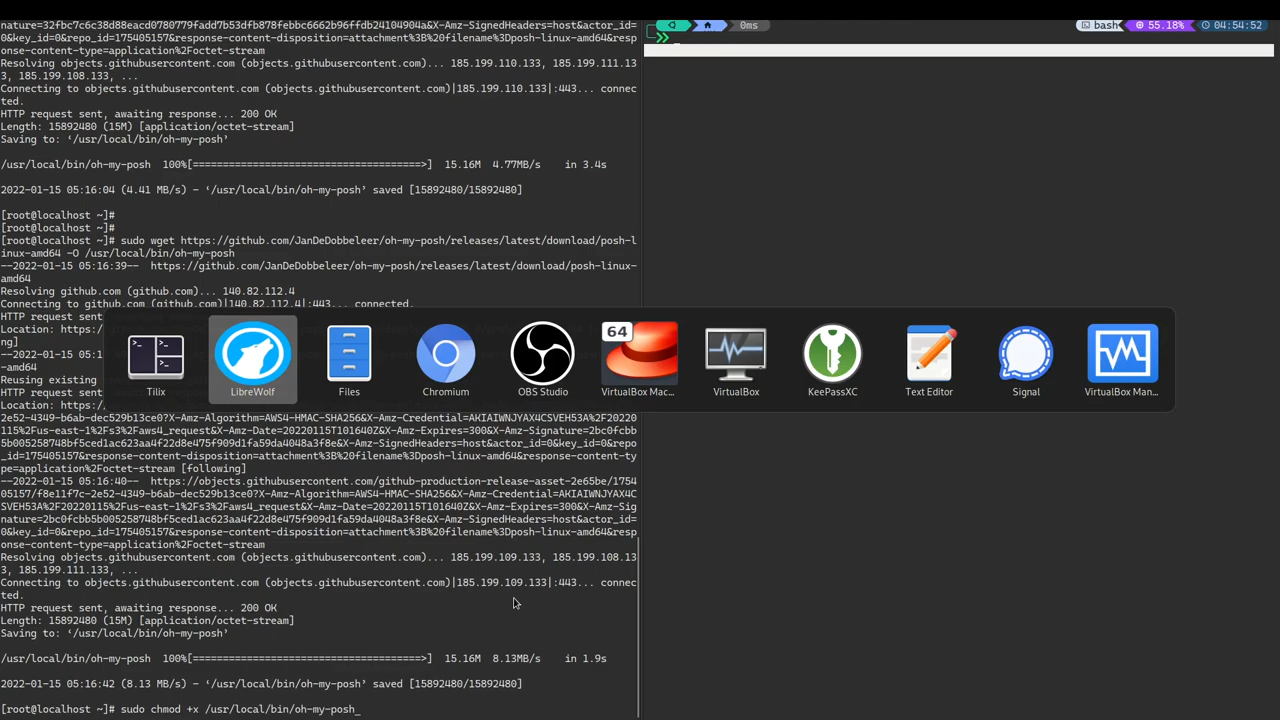 nature=32fbc7c6c38d88eacd0780779fadd7b53dfb878febbc6662b96ffdb24104904a&X-Amz-SignedHeaders=host&actor_id=
0&key_id=0&repo_id=175405157&response-content-disposition=attachment%3B%20filename%3Dposh-linux-amd64&resp
onse-content-type=application%2Foctet-stream
Resolving objects.githubusercontent.com (objects.githubusercontent.com)... 185.199.110.133, 185.199.111.13
3, 185.199.108.133, ...
Connecting to objects.githubusercontent.com (objects.githubusercontent.com)|185.199.110.133|:443... connec
ted.
HTTP request sent, awaiting response... 200 OK
Length: 15892480 (15M) [application/octet-stream]
Saving to: ‘/usr/local/bin/oh-my-posh’
/usr/local/bin/oh-my-posh 100%[======================================>] 15.16M 4.77MB/s in 3.4s
2022-01-15 05:16:04 (4.41 MB/s) - ‘/usr/local/bin/oh-my-posh’ saved [15892480/15892480]
[root@localhost ~]#
[root@localhost ~]#
[root@localhost ~]# sudo wget https://github.com/JanDeDobbeleer/oh-my-posh/releases/latest/download/posh-l
inux-amd64 -O /usr/local/bin/oh-my-posh
--2022-01-15 05:16:39-- https://github.com/JanDeDobbeleer/oh-my-posh/releases/latest/download/posh-linux-
amd64
Resolving github.com (github.com)... 140.82.112.4
Connecting to github.com (github.com)|140.82.112.4|:443... connected.
HTTP request
Location: https:/
]
--2022-01-15 05:1
-amd64
Reusing existing
HTTP request sent
Location: https:/
2e52-4349-b6ab-dec529b13ce0?X-Amz-Algorithm=AWS4-HMAC-SHA256&X-Amz-Credential=AKIAIWNJYAX4CSVEH53A%2F20220
115%2Fus-east-1%2Fs3%2Faws4_request&X-Amz-Date=20220115T101640Z&X-Amz-Expires=300&X-Amz-Signature=2bc0fcbb
5b005258748bf5ced1ac623aa4f22d8e475f909d1fa59da4048a3f8e&X-Amz-SignedHeaders=host&actor_id=0&key_id=0&repo
_id=175405157&response-content-disposition=attachment%3B%20filename%3Dposh-linux-amd64&response-content-ty
pe=application%2Foctet-stream [following]
--2022-01-15 05:16:40-- https://objects.githubusercontent.com/github-production-release-asset-2e65be/1754
05157/f8e11f7c-2e52-4349-b6ab-dec529b13ce0?X-Amz-Algorithm=AWS4-HMAC-SHA256&X-Amz-Credential=AKIAIWNJYAX4C
SVEH53A%2F20220115%2Fus-east-1%2Fs3%2Faws4_request&X-Amz-Date=20220115T101640Z&X-Amz-Expires=300&X-Amz-Sig
nature=2bc0fcbb5b005258748bf5ced1ac623aa4f22d8e475f909d1fa59da4048a3f8e&X-Amz-SignedHeaders=host&actor_id=
0&key_id=0&repo_id=175405157&response-content-disposition=attachment%3B%20filename%3Dposh-linux-amd64&resp
onse-content-type=application%2Foctet-stream
Resolving objects.githubusercontent.com (objects.githubusercontent.com)... 185.199.109.133, 185.199.108.13
3, 185.199.111.133, ...
Connecting to objects.githubusercontent.com (objects.githubusercontent.com)|185.199.109.133|:443... connec
ted.
HTTP request sent, awaiting response... 200 OK
Length: 15892480 (15M) [application/octet-stream]
Saving to: ‘/usr/local/bin/oh-my-posh’
/usr/local/bin/oh-my-posh 100%[======================================>] 15.16M 8.13MB/s in 1.9s
2022-01-15 05:16:42 (8.13 MB/s) - ‘/usr/local/bin/oh-my-posh’ saved [15892480/15892480]
[root@localhost ~]# sudo chmod +x /usr/local/bin/oh-my-posh_
0ms
bash 55.18% 04:54:52
64
Tilix LibreWolf Files Chromium OBS Studio VirtualBox Mac... VirtualBox KeePassXC Text Editor Signal VirtualBox Man...